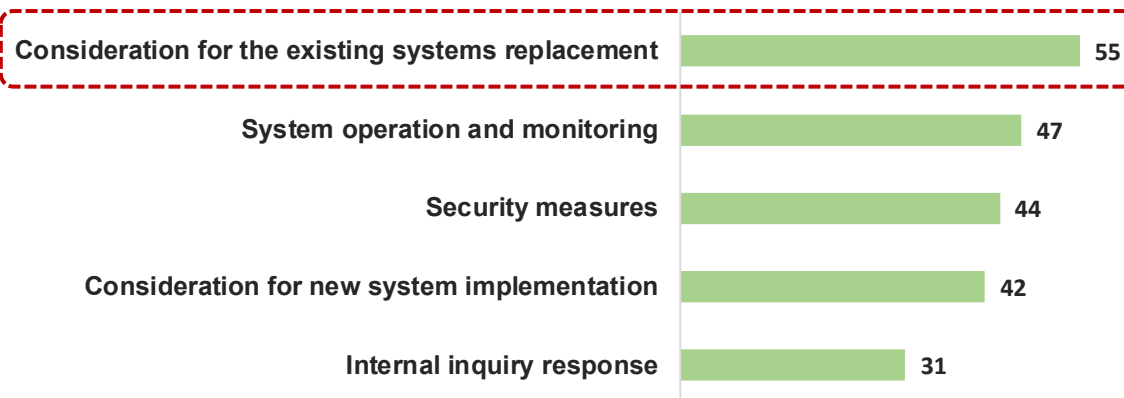 Consideration for the existing systems replacement 55
System operation and monitoring 47
Security measures 44
Consideration for new system implementation 42
Internal inquiry response 31